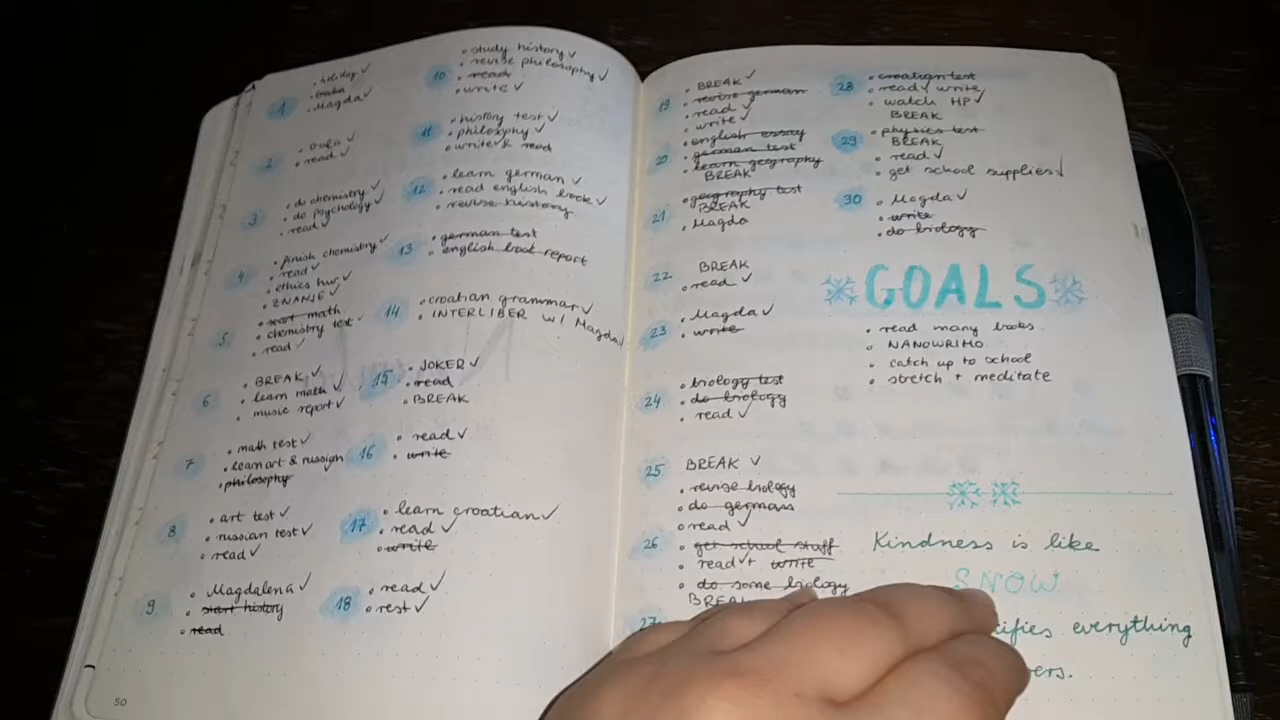 1
• holiday ✓
• baka
• Magda ✓
2
• baka ✓
• read ✓
3
• do chemistry ✓
• do psychology ✓
• read ✓
4
• finish chemistry ✓
• read ✓
• ethics hw ✓
• ZNANJE ✓
5
• start math
• chemistry test ✓
• read ✓
6
• BREAK ✓
• learn math ✓
• music report ✓
7
• math test ✓
• learn art & russian
• philosophy
8
• art test ✓
• russian test ✓
• read ✓
9
• Magdalena ✓
• start history
• read
50
10
• study history ✓
• revise philosophy ✓
• read
• write ✓
11
• history test ✓
• philosophy ✓
• write & read
12
• learn german ✓
• read english book ✓
• revise history
13
• german test
• english book report
14
• croatian grammar ✓
• INTERLIBER w/ Magda ✓
15
• JOKER ✓
• read
• BREAK
16
• read ✓
• write
17
• learn croatian ✓
• read ✓
• write
18
• read ✓
• rest ✓
19
• BREAK ✓
• revise german
• read ✓
• write ✓
20
• english essay
• german test
• learn geography
BREAK
21
• geography test
BREAK
• Magda
22
BREAK
• read ✓
23
• Magda ✓
• write
24
• biology test
• do biology
• read ✓
25
BREAK ✓
• revise biology
• do german
• read ✓
26
• get school stuff
• read ✓ + write
• do some biology
27
28
• croatian test
• read ✓ write
• watch HP ✓
BREAK
29
• physics test
BREAK
• read ✓
• get school supplies ✓
30
• Magda ✓
• write
• do biology
GOALS
• read many books
• NANOWRIMO
• catch up to school
• stretch + meditate
Kindness is like
SNOW
everything